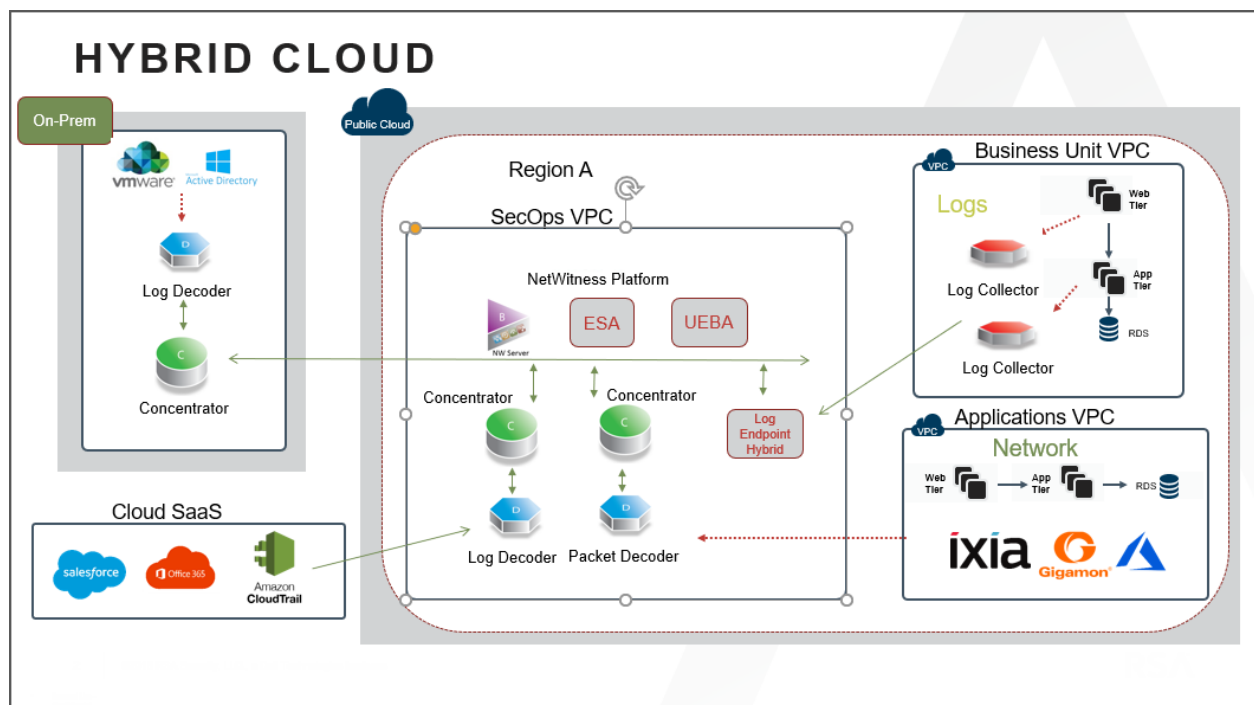 HYBRID CLOUD
On-Prem
vmware®
Active Directory
D
Log Decoder
C
Concentrator
Public Cloud
Region A
SecOps VPC
NetWitness Platform
B
NW Server
ESA
UEBA
Concentrator
C
Concentrator
C
Log
Endpoint
Hybrid
D
Log Decoder
D
Packet Decoder
Business Unit VPC
VPC
Logs
Web
Tier
Log Collector
App
Tier
Log Collector
RDS
Applications VPC
VPC
Network
Web
Tier
App
Tier
RDS
ixia
Gigamon®
Cloud SaaS
salesforce
Office 365
Amazon
CloudTrail